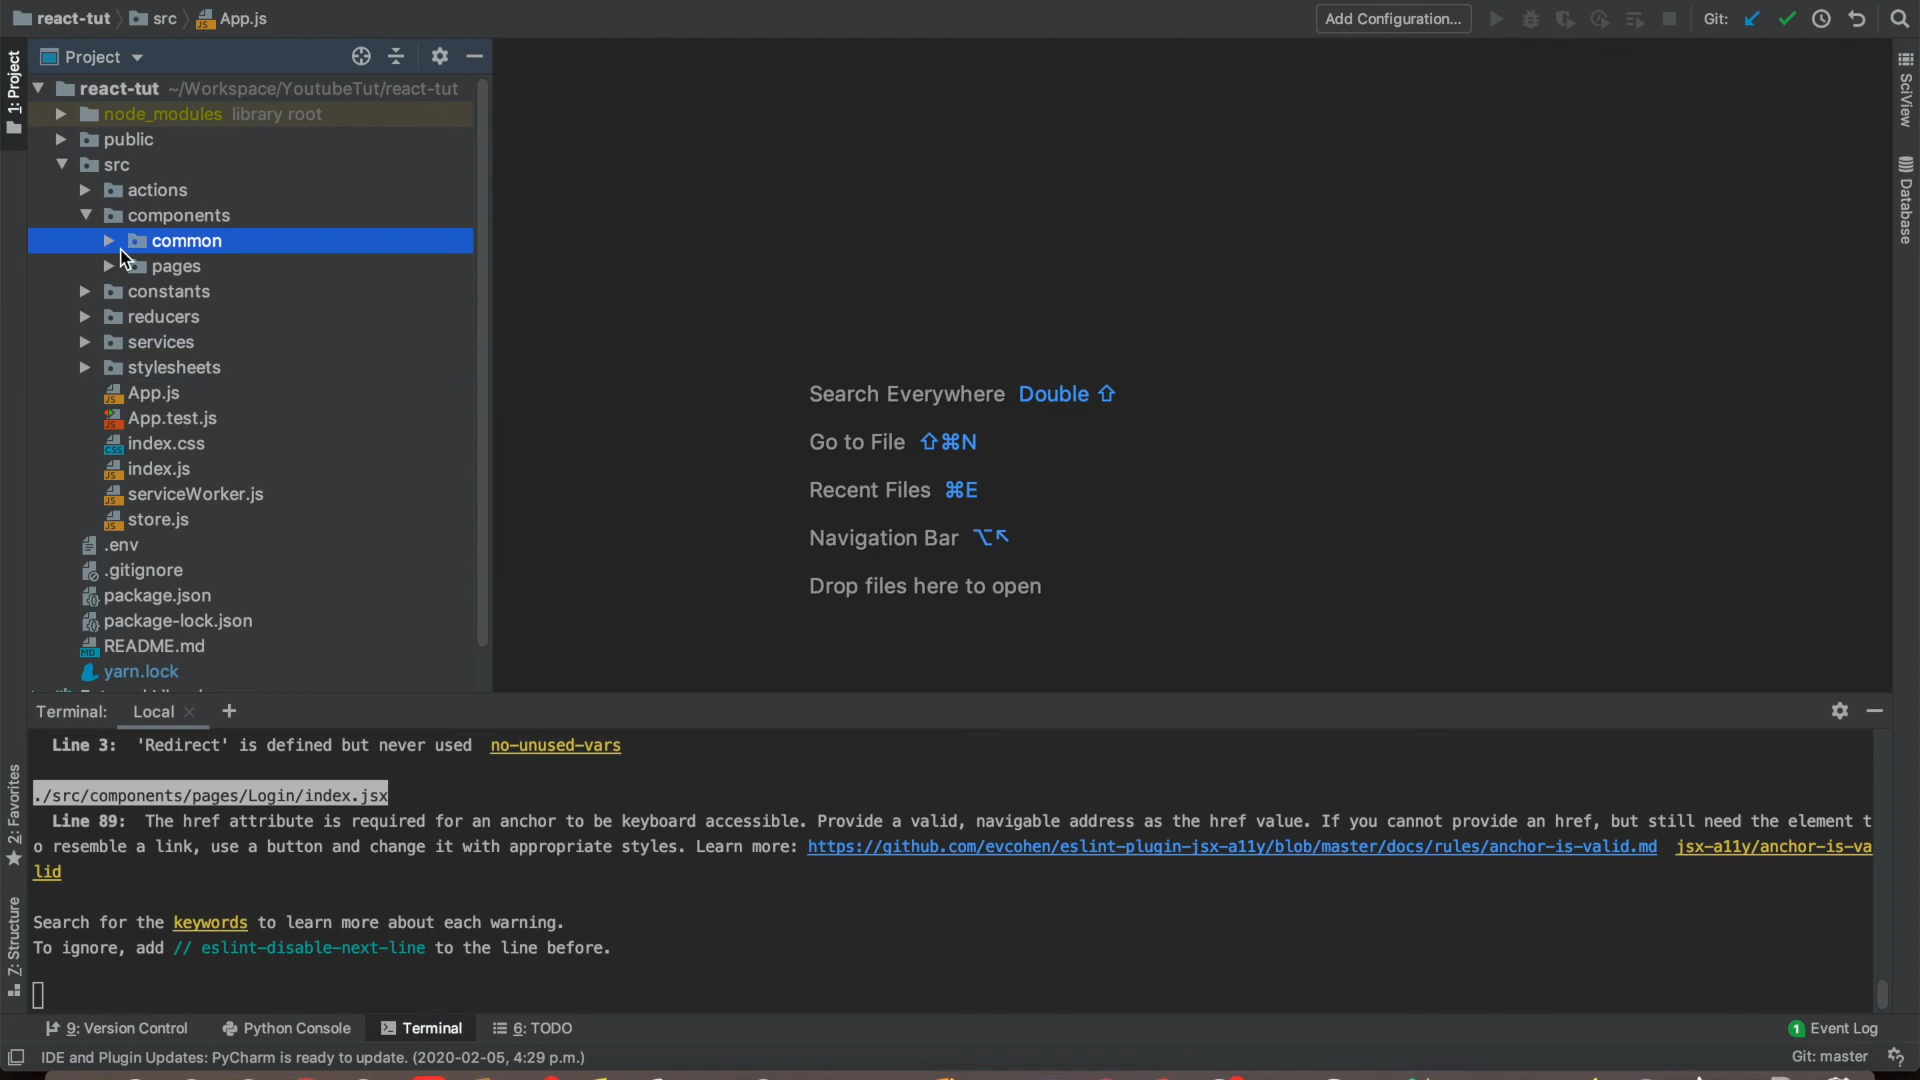 react-tut
src
App.js
Add Configuration...
Git:
1: Project
Project
react-tut ~/Workspace/YoutubeTut/react-tut
node_modules library root
public
src
actions
components
common
pages
constants
reducers
services
stylesheets
App.js
App.test.js
index.css
index.js
serviceWorker.js
store.js
.env
.gitignore
package.json
package-lock.json
README.md
yarn.lock
Search Everywhere Double ⇧
Go to File ⇧⌘N
Recent Files ⌘E
Navigation Bar ⌥↖
Drop files here to open
SciView
Database
Terminal: Local × +
Line 3: 'Redirect' is defined but never used no-unused-vars
./src/components/pages/Login/index.jsx
Line 89: The href attribute is required for an anchor to be keyboard accessible. Provide a valid, navigable address as the href value. If you cannot provide an href, but still need the element t
o resemble a link, use a button and change it with appropriate styles. Learn more: https://github.com/evcohen/eslint-plugin-jsx-a11y/blob/master/docs/rules/anchor-is-valid.md jsx-a11y/anchor-is-va
lid
Search for the keywords to learn more about each warning.
To ignore, add // eslint-disable-next-line to the line before.
2: Favorites
Z: Structure
9: Version Control
Python Console
Terminal
6: TODO
1 Event Log
IDE and Plugin Updates: PyCharm is ready to update. (2020-02-05, 4:29 p.m.)
Git: master